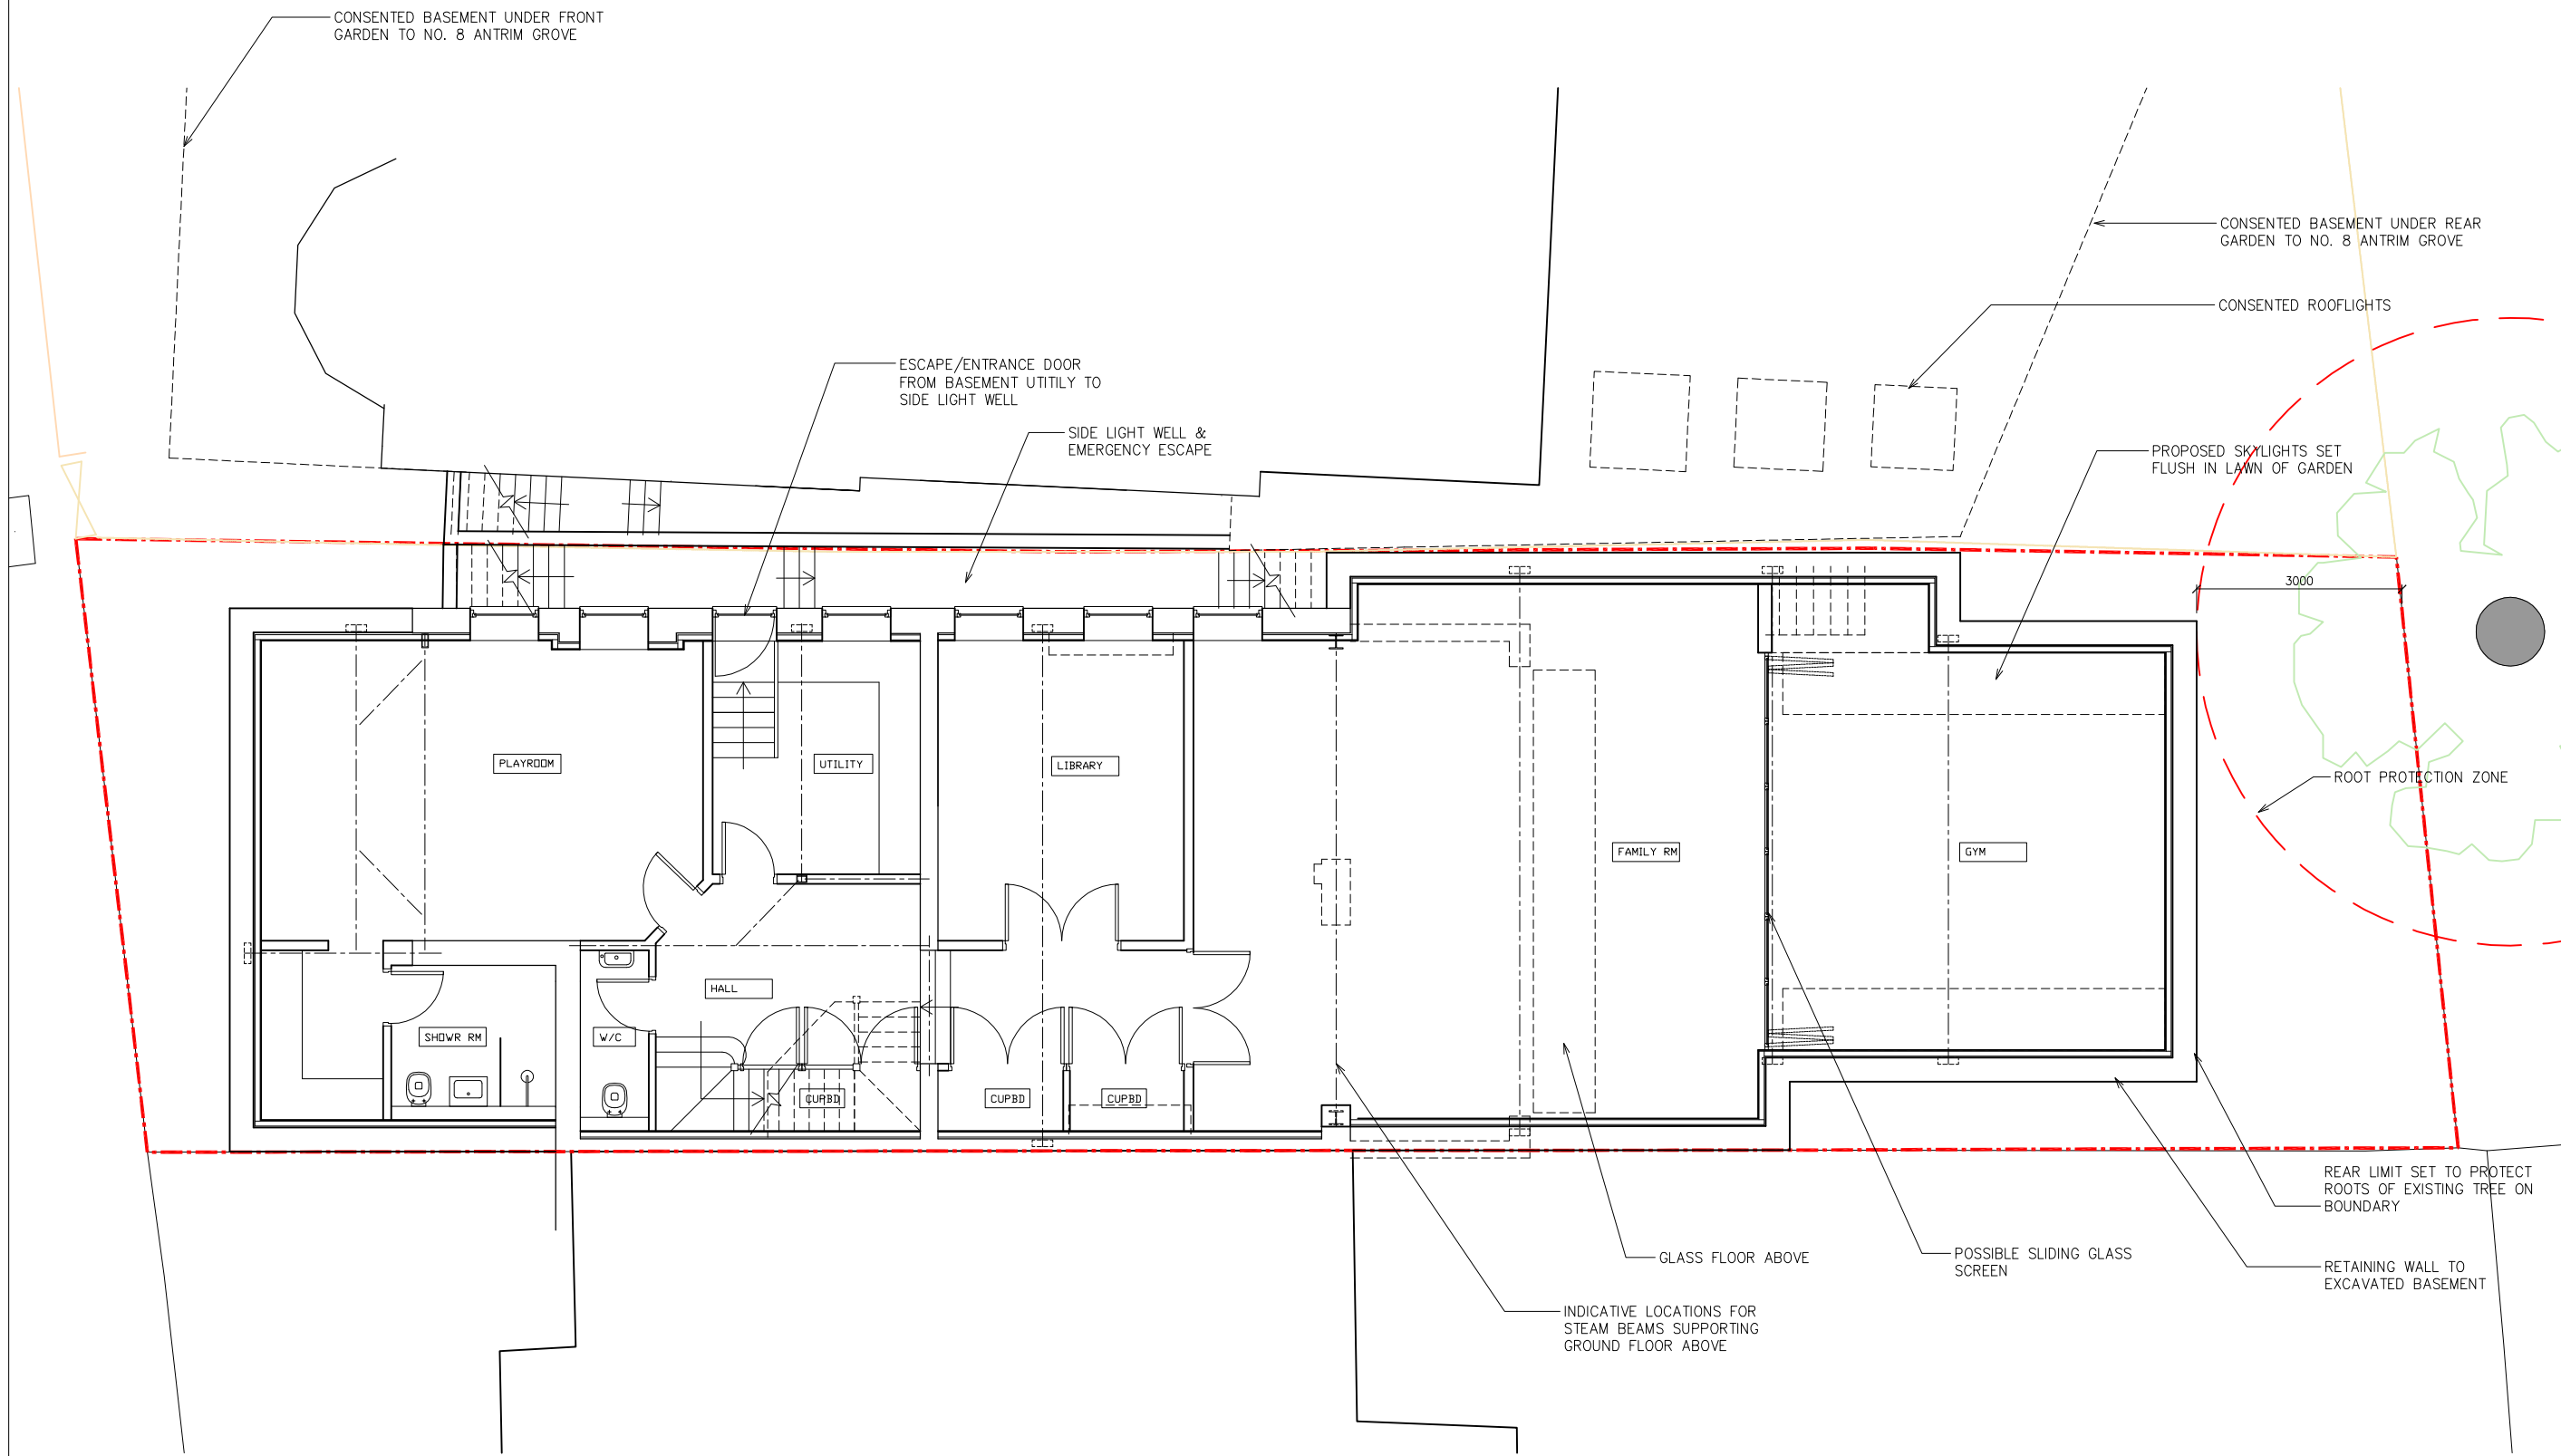 CONSENTED BASEMENT UNDER FRONT
GARDEN TO NO. 8 ANTRIM GROVE
CONSENTED BASEMENT UNDER REAR
GARDEN TO NO. 8 ANTRIM GROVE
CONSENTED ROOFLIGHTS
ESCAPE/ENTRANCE DOOR
FROM BASEMENT UTITILY TO
SIDE LIGHT WELL
SIDE LIGHT WELL &
EMERGENCY ESCAPE
PROPOSED SKYLIGHTS SET
FLUSH IN LAWN OF GARDEN
3000
PLAYROOM
UTILITY
LIBRARY
ROOT PROTECTION ZONE
FAMILY RM
GYM
HALL
SHOWR RM
W/C
CUPBD
CUPBD
CUPBD
REAR LIMIT SET TO PROTECT
ROOTS OF EXISTING TREE ON
BOUNDARY
GLASS FLOOR ABOVE
POSSIBLE SLIDING GLASS
SCREEN
RETAINING WALL TO
EXCAVATED BASEMENT
INDICATIVE LOCATIONS FOR
STEAM BEAMS SUPPORTING
GROUND FLOOR ABOVE